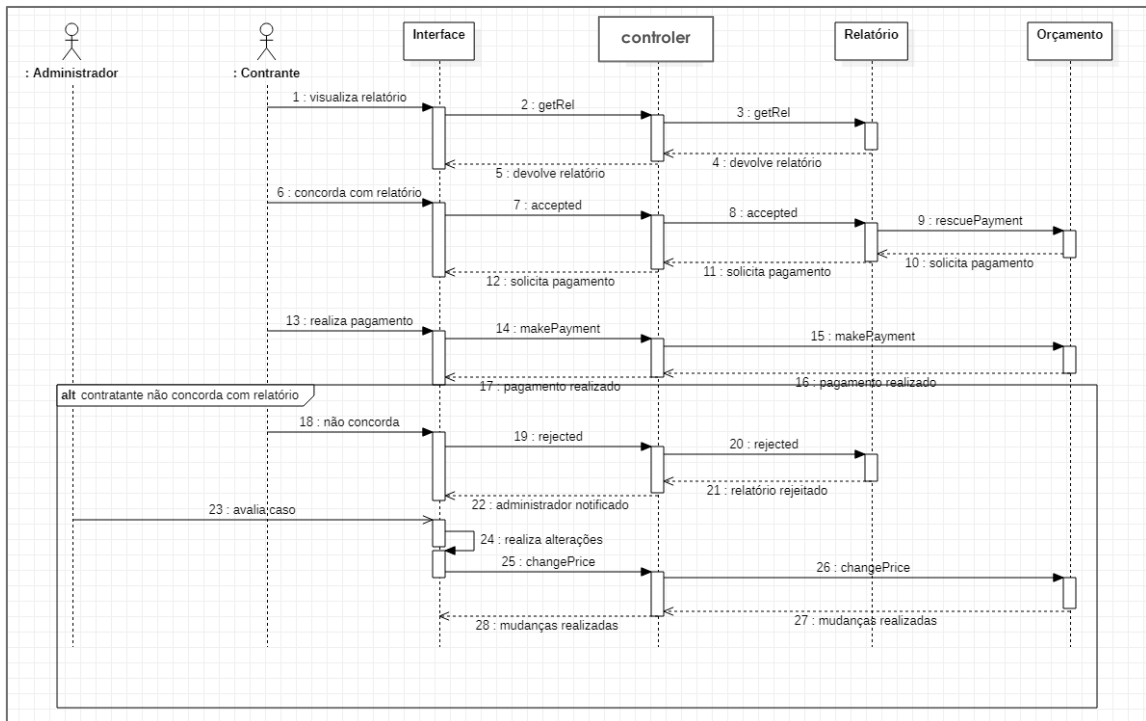 Interface
controler
Relatório
Orçamento
: Administrador
: Contrante
1 : visualiza relatório
2 : getRel
3 : getRel
4 : devolve relatório
5 : devolve relatório
6 : concorda com relatório
7 : accepted
8 : accepted
9 : rescuePayment
10 : solicita pagamento
11 : solicita pagamento
12 : solicita pagamento
13 : realiza pagamento
14 : makePayment
15 : makePayment
16 : pagamento realizado
17 : pagamento realizado
alt contratante não concorda com relatório
18 : não concorda
19 : rejected
20 : rejected
21 : relatório rejeitado
22 : administrador notificado
23 : avalia caso
24 : realiza alterações
25 : changePrice
26 : changePrice
27 : mudanças realizadas
28 : mudanças realizadas